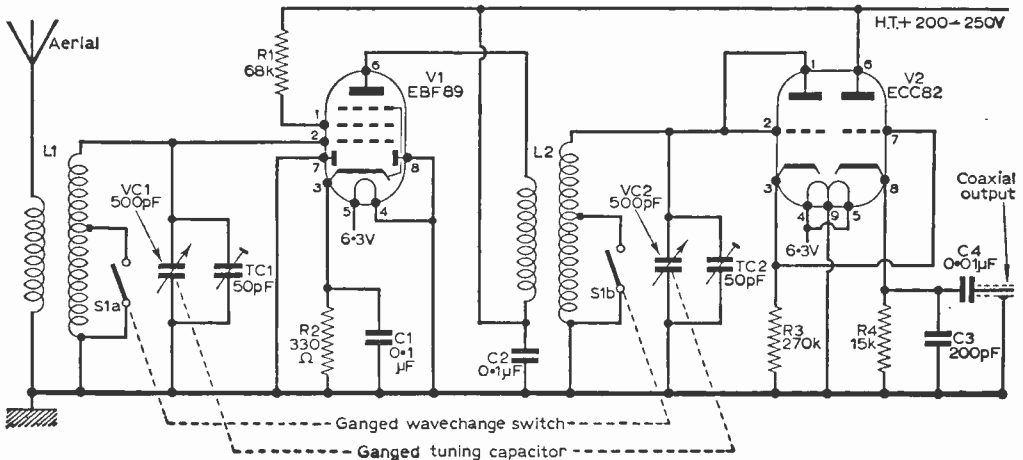 Aerial
R1
68k
6
V1
EBF89
1
2
7
8
3
5
4
6·3V
L1
VC1
500pF
TC1
50pF
S1a
R2
330
Ω
C1
0·1
μF
C2
0·1μF
L2
VC2
500pF
TC2
50pF
S1b
H.T.+ 200–250V
1
6
V2
ECC82
2
7
3
8
4
9
5
6·3V
R3
270k
R4
15k
C4
0·01μF
C3
200pF
Coaxial
output
Ganged wavechange switch
Ganged tuning capacitor